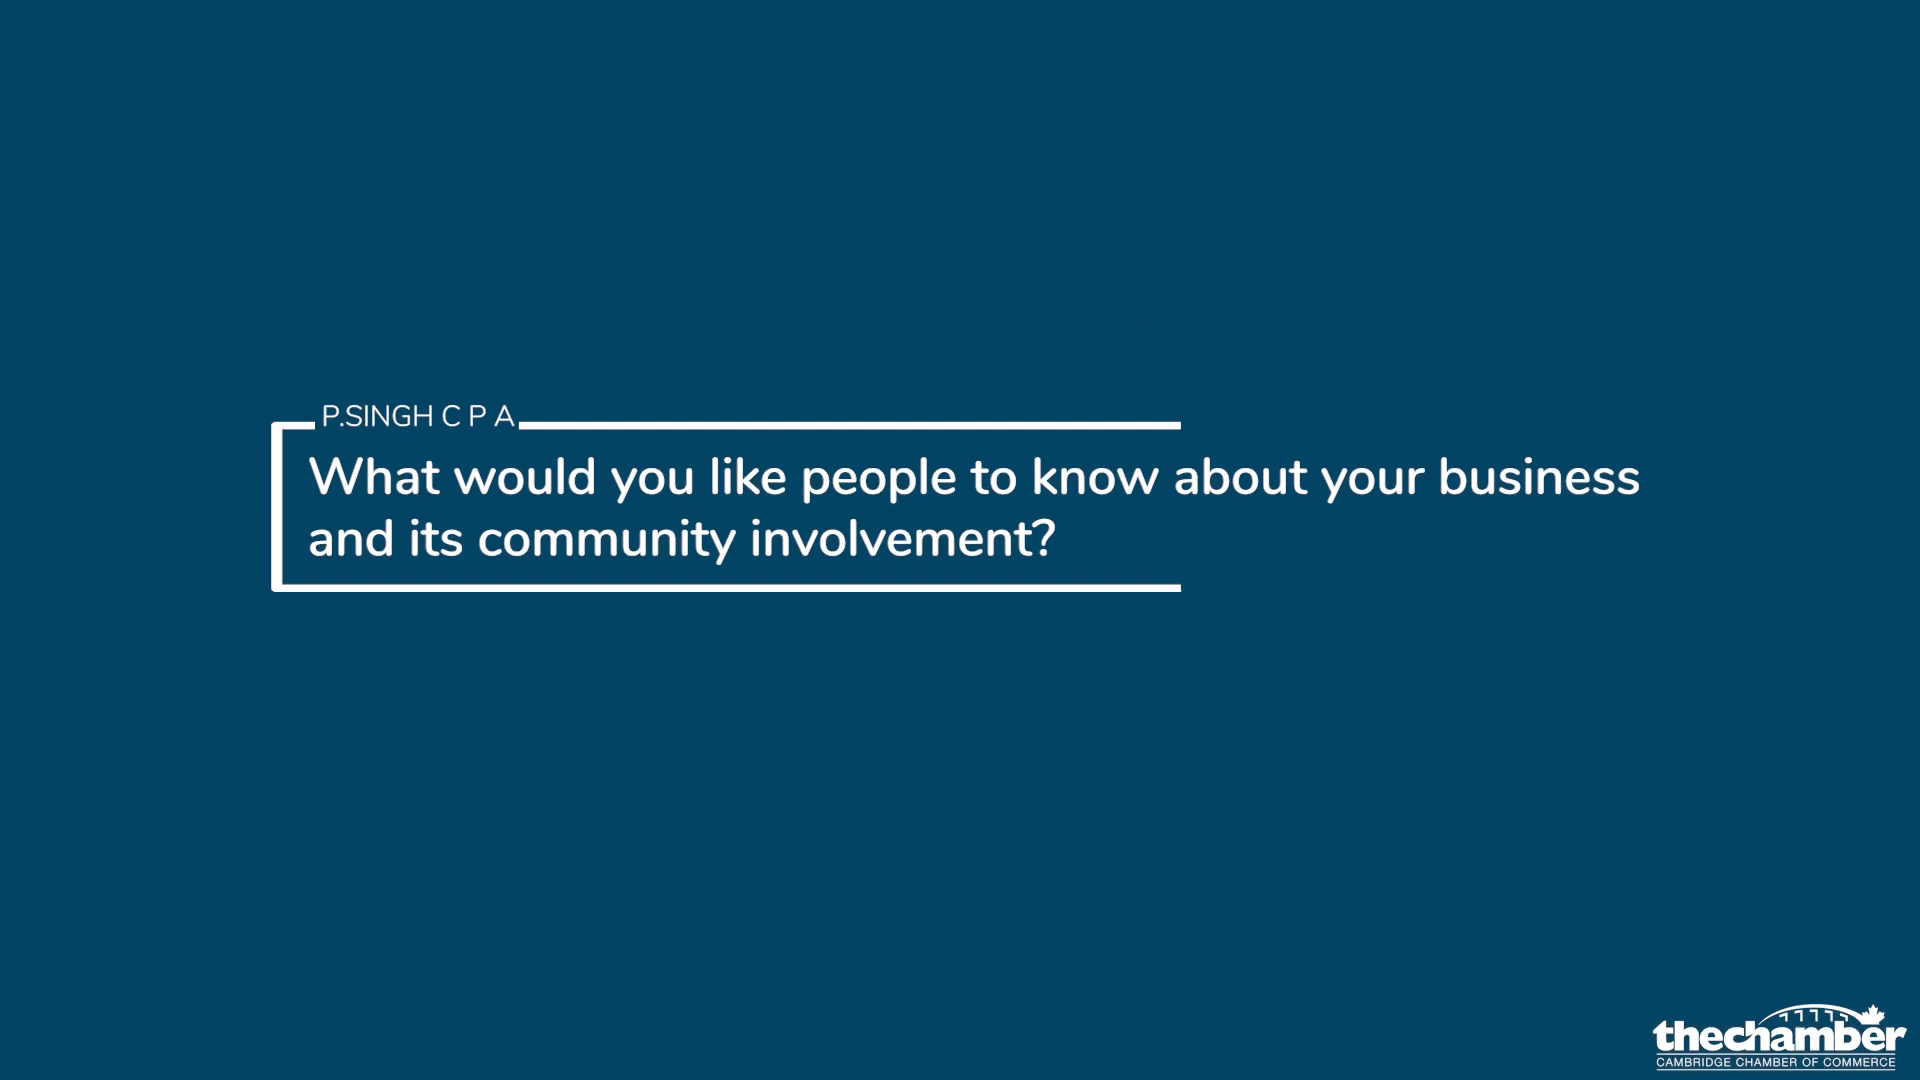 P.SINGH C P A
What would you like people to know about your business
and its community involvement?
thechamber
CAMBRIDGE CHAMBER OF COMMERCE